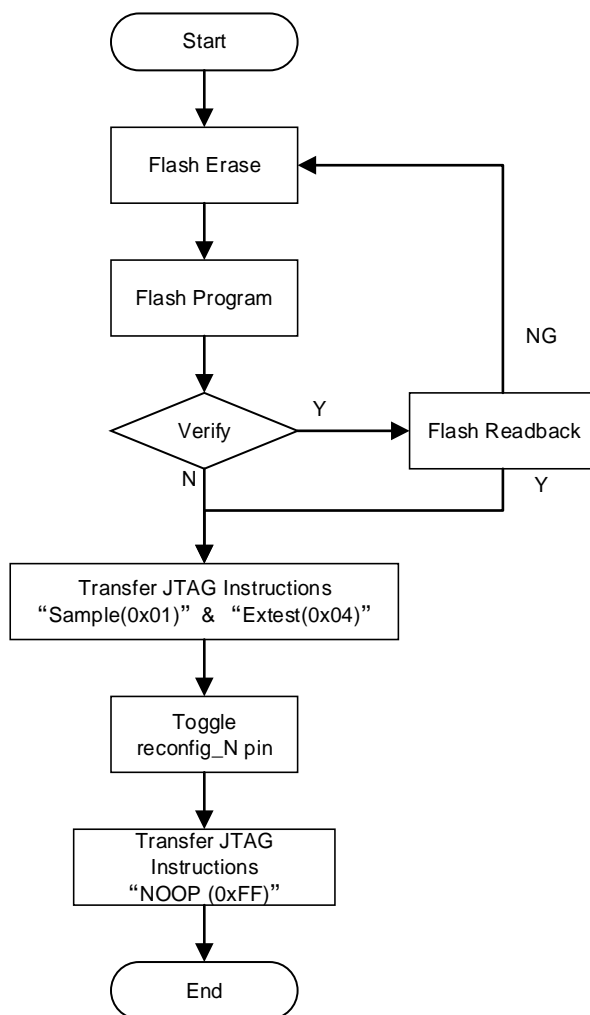 Start
Flash Erase
Flash Program
NG
Y
Verify
Flash Readback
N
Y
Transfer JTAG Instructions
“Sample(0x01)” & “Extest(0x04)”
Toggle
reconfig_N pin
Transfer JTAG
Instructions
“NOOP (0xFF)”
End